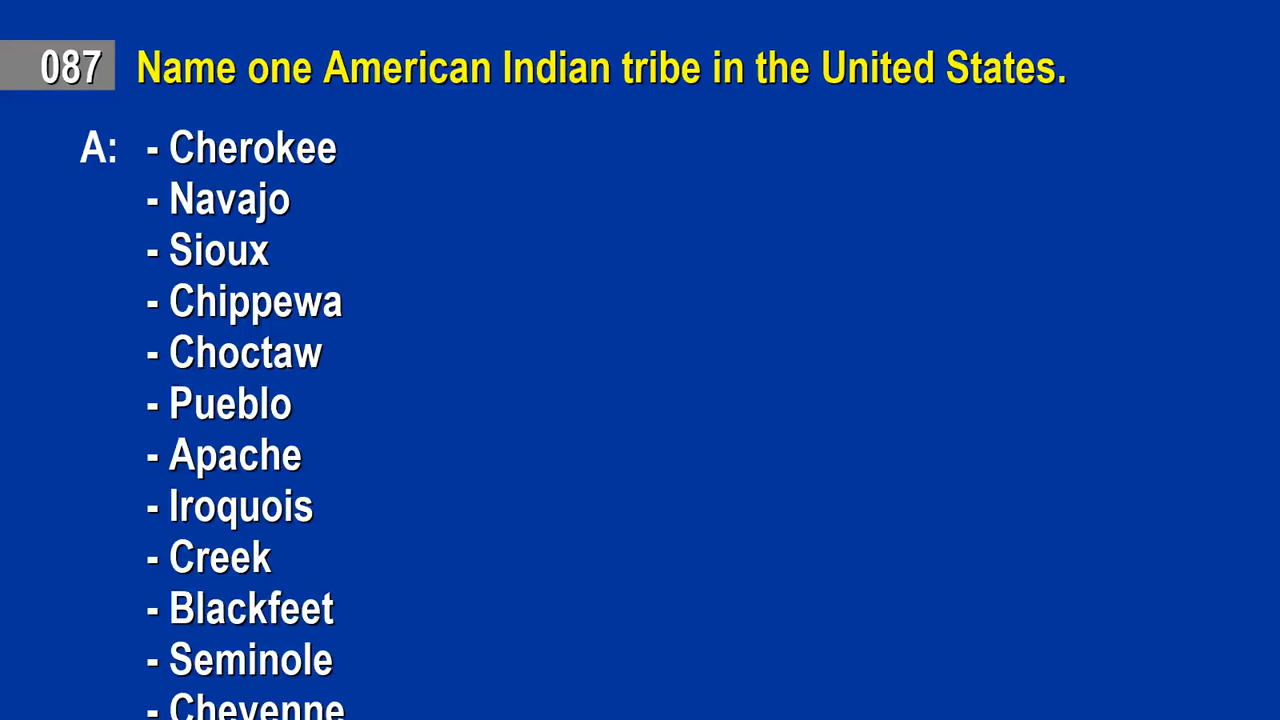 087 Name one American Indian tribe in the United States.
A: - Cherokee
- Navajo
- Sioux
- Chippewa
- Choctaw
- Pueblo
- Apache
- Iroquois
- Creek
- Blackfeet
- Seminole
- Cheyenne